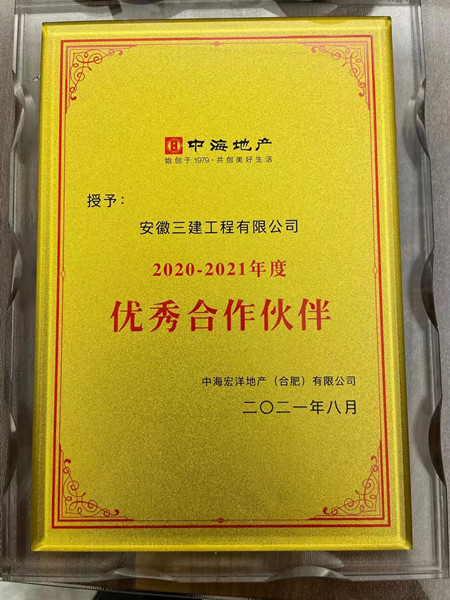 中海地产
始创于1979·共创美好生活
授予：
安徽三建工程有限公司
2020-2021年度
优秀合作伙伴
中海宏洋地产（合肥）有限公司
二〇二一年八月